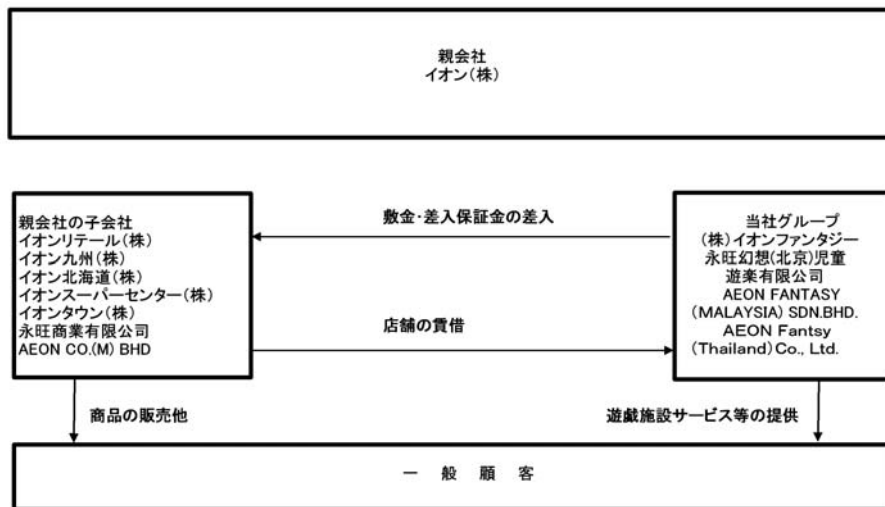 親会社
イオン（株）
親会社の子会社
イオンリテール（株）
イオン九州（株）
イオン北海道（株）
イオンスーパーセンター（株）
イオンタウン（株）
永旺商業有限公司
AEON CO.(M) BHD
敷金・差入保証金の差入
店舗の賃借
当社グループ
（株）イオンファンタジー
永旺幻想(北京)児童
遊楽有限公司
AEON FANTASY
（MALAYSIA) SDN.BHD.
AEON Fantsy
（Thailand）Co., Ltd.
商品の販売他
遊戯施設サービス等の提供
一 般 顧 客